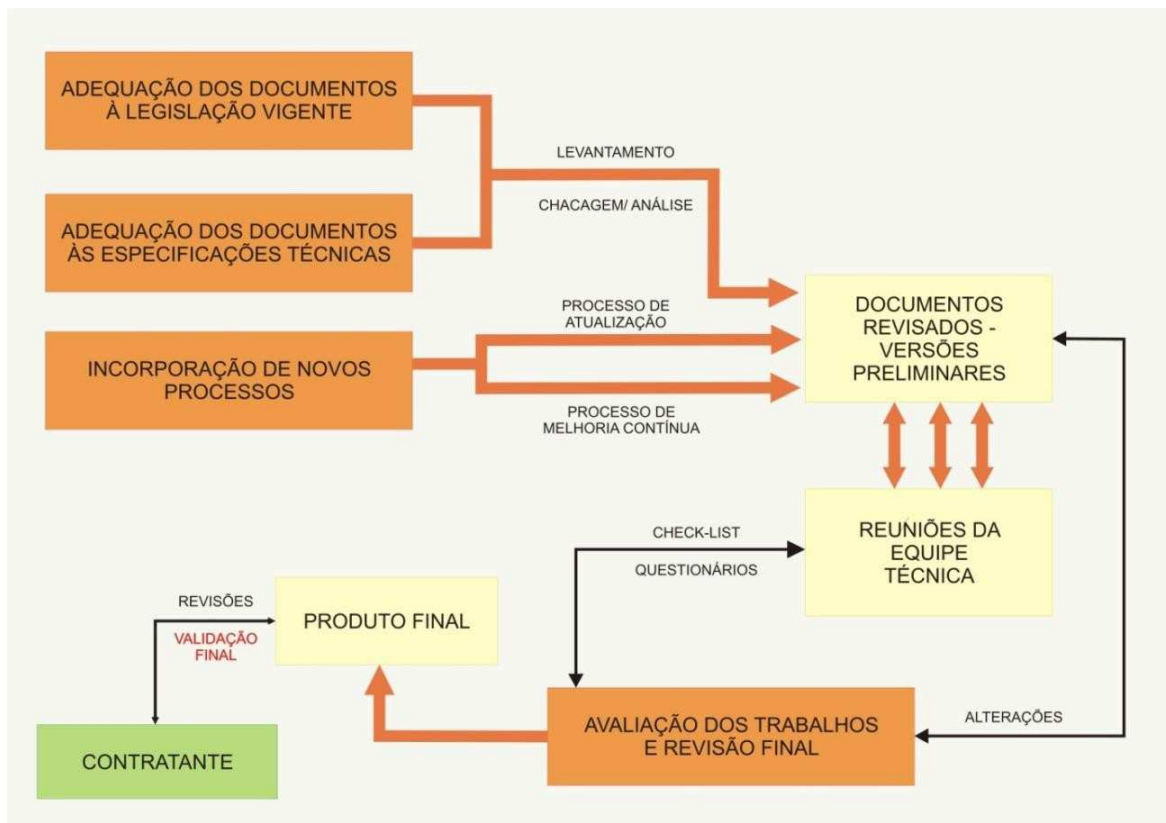 ADEQUAÇÃO DOS DOCUMENTOS
À LEGISLAÇÃO VIGENTE
LEVANTAMENTO
CHACAGEM/ ANÁLISE
ADEQUAÇÃO DOS DOCUMENTOS
ÀS ESPECIFICAÇÕES TÉCNICAS
INCORPORAÇÃO DE NOVOS
PROCESSOS
PROCESSO DE
ATUALIZAÇÃO
PROCESSO DE
MELHORIA CONTÍNUA
DOCUMENTOS
REVISADOS -
VERSÕES
PRELIMINARES
REUNIÕES DA
EQUIPE
TÉCNICA
CHECK-LIST
QUESTIONÁRIOS
ALTERAÇÕES
AVALIAÇÃO DOS TRABALHOS
E REVISÃO FINAL
PRODUTO FINAL
REVISÕES
VALIDAÇÃO
FINAL
CONTRATANTE